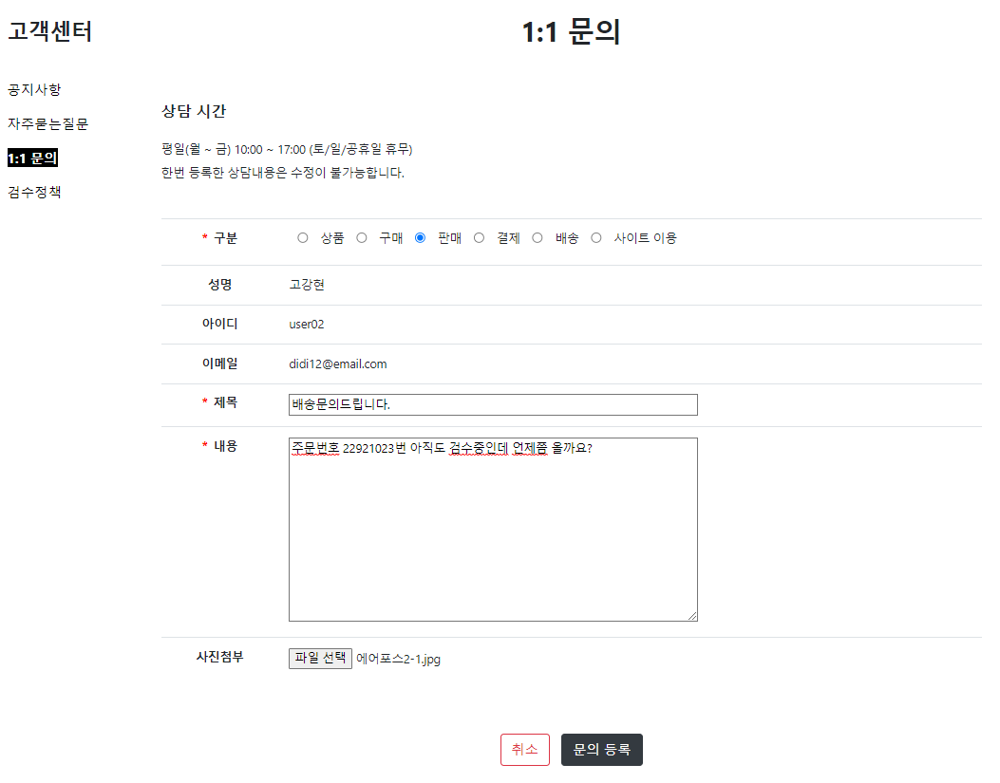 고객센터
공지사항
자주묻는질문
1:1 문의
검수정책
1:1 문의
상담 시간
평일(월 ~ 금) 10:00 ~ 17:00 (토/일/공휴일 휴무)
한번 등록한 상담내용은 수정이 불가능합니다.
* 구분 상품 구매 판매 결제 배송 사이트 이용
성명 고강현
아이디 user02
이메일 didi12@email.com
* 제목 배송문의드립니다.
* 내용 주문번호 22921023번 아직도 검수중인데 언제쯤 올까요?
사진첨부 파일 선택 에어포스2-1.jpg
취소 문의 등록